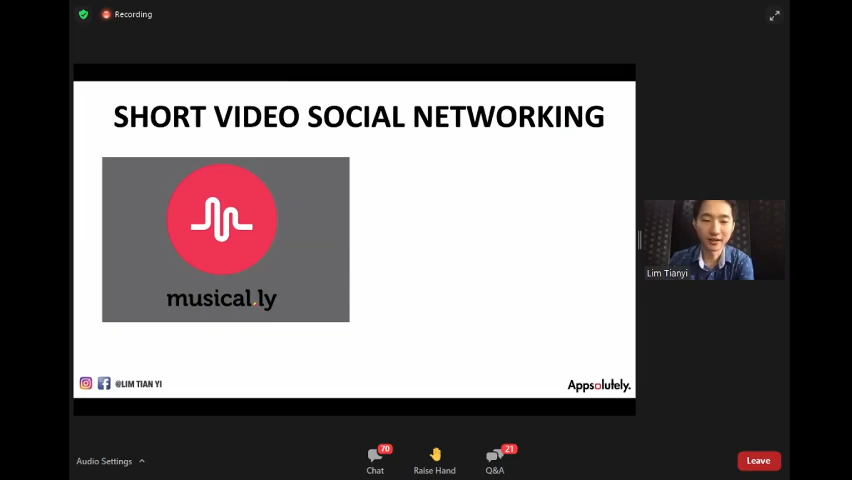 Recording
SHORT VIDEO SOCIAL NETWORKING
musical.ly
Lim Tianyi
@LIM TIAN YI
Appsolutely.
Audio Settings
70
Chat
Raise Hand
21
Q&A
Leave